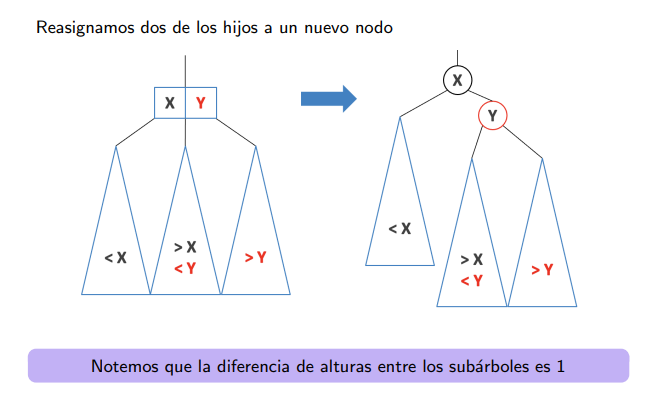 Reasignamos dos de los hijos a un nuevo nodo
X Y
X
Y
< X
> X
< Y
> Y
< X
> X
< Y
> Y
Notemos que la diferencia de alturas entre los subárboles es 1